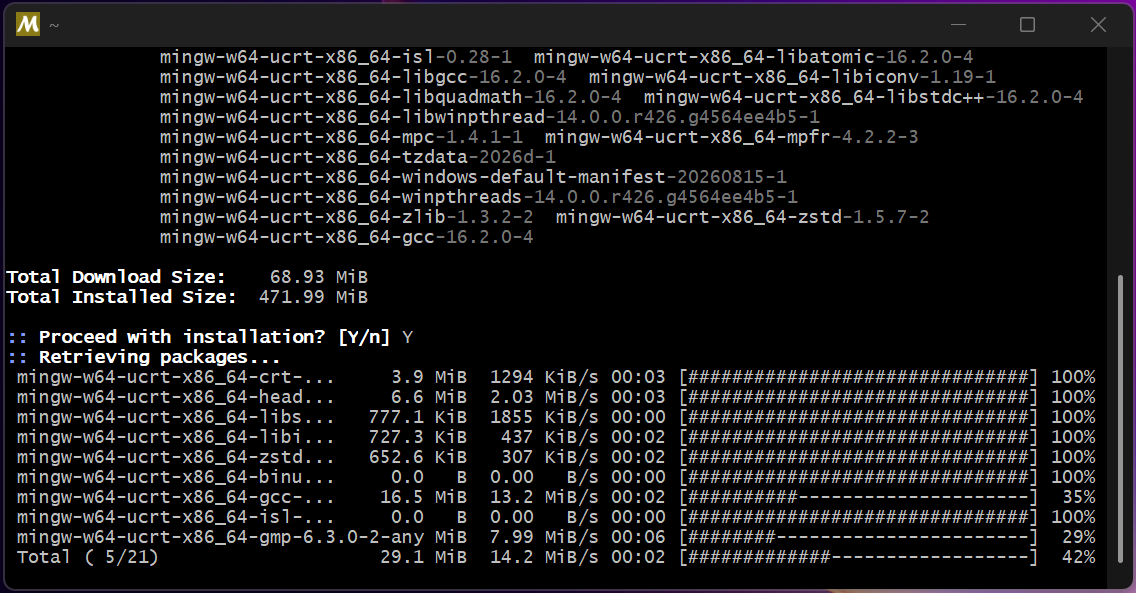 ~
mingw-w64-ucrt-x86_64-isl-0.28-1  mingw-w64-ucrt-x86_64-libatomic-16.2.0-4
mingw-w64-ucrt-x86_64-libgcc-16.2.0-4  mingw-w64-ucrt-x86_64-libiconv-1.19-1
mingw-w64-ucrt-x86_64-libquadmath-16.2.0-4  mingw-w64-ucrt-x86_64-libstdc++-16.2.0-4
mingw-w64-ucrt-x86_64-libwinpthread-14.0.0.r426.g4564ee4b5-1
mingw-w64-ucrt-x86_64-mpc-1.4.1-1  mingw-w64-ucrt-x86_64-mpfr-4.2.2-3
mingw-w64-ucrt-x86_64-tzdata-2026d-1
mingw-w64-ucrt-x86_64-windows-default-manifest-20260815-1
mingw-w64-ucrt-x86_64-winpthreads-14.0.0.r426.g4564ee4b5-1
mingw-w64-ucrt-x86_64-zlib-1.3.2-2  mingw-w64-ucrt-x86_64-zstd-1.5.7-2
mingw-w64-ucrt-x86_64-gcc-16.2.0-4
Total Download Size:    68.93 MiB
Total Installed Size:  471.99 MiB
:: Proceed with installation? [Y/n] Y
:: Retrieving packages...
mingw-w64-ucrt-x86_64-crt-...     3.9 MiB  1294 KiB/s 00:03 [###############################] 100%
mingw-w64-ucrt-x86_64-head...     6.6 MiB  2.03 MiB/s 00:03 [###############################] 100%
mingw-w64-ucrt-x86_64-libs...   777.1 KiB  1855 KiB/s 00:00 [###############################] 100%
mingw-w64-ucrt-x86_64-libi...   727.3 KiB   437 KiB/s 00:02 [###############################] 100%
mingw-w64-ucrt-x86_64-zstd...   652.6 KiB   307 KiB/s 00:02 [###############################] 100%
mingw-w64-ucrt-x86_64-binu...     0.0   B  0.00   B/s 00:00 [###############################] 100%
mingw-w64-ucrt-x86_64-gcc-...    16.5 MiB  13.2 MiB/s 00:02 [##########---------------------]  35%
mingw-w64-ucrt-x86_64-isl-...     0.0   B  0.00   B/s 00:00 [###############################] 100%
mingw-w64-ucrt-x86_64-gmp-6.3.0-2-any MiB  7.99 MiB/s 00:06 [########-----------------------]  29%
Total ( 5/21)                    29.1 MiB  14.2 MiB/s 00:02 [#############------------------]  42%